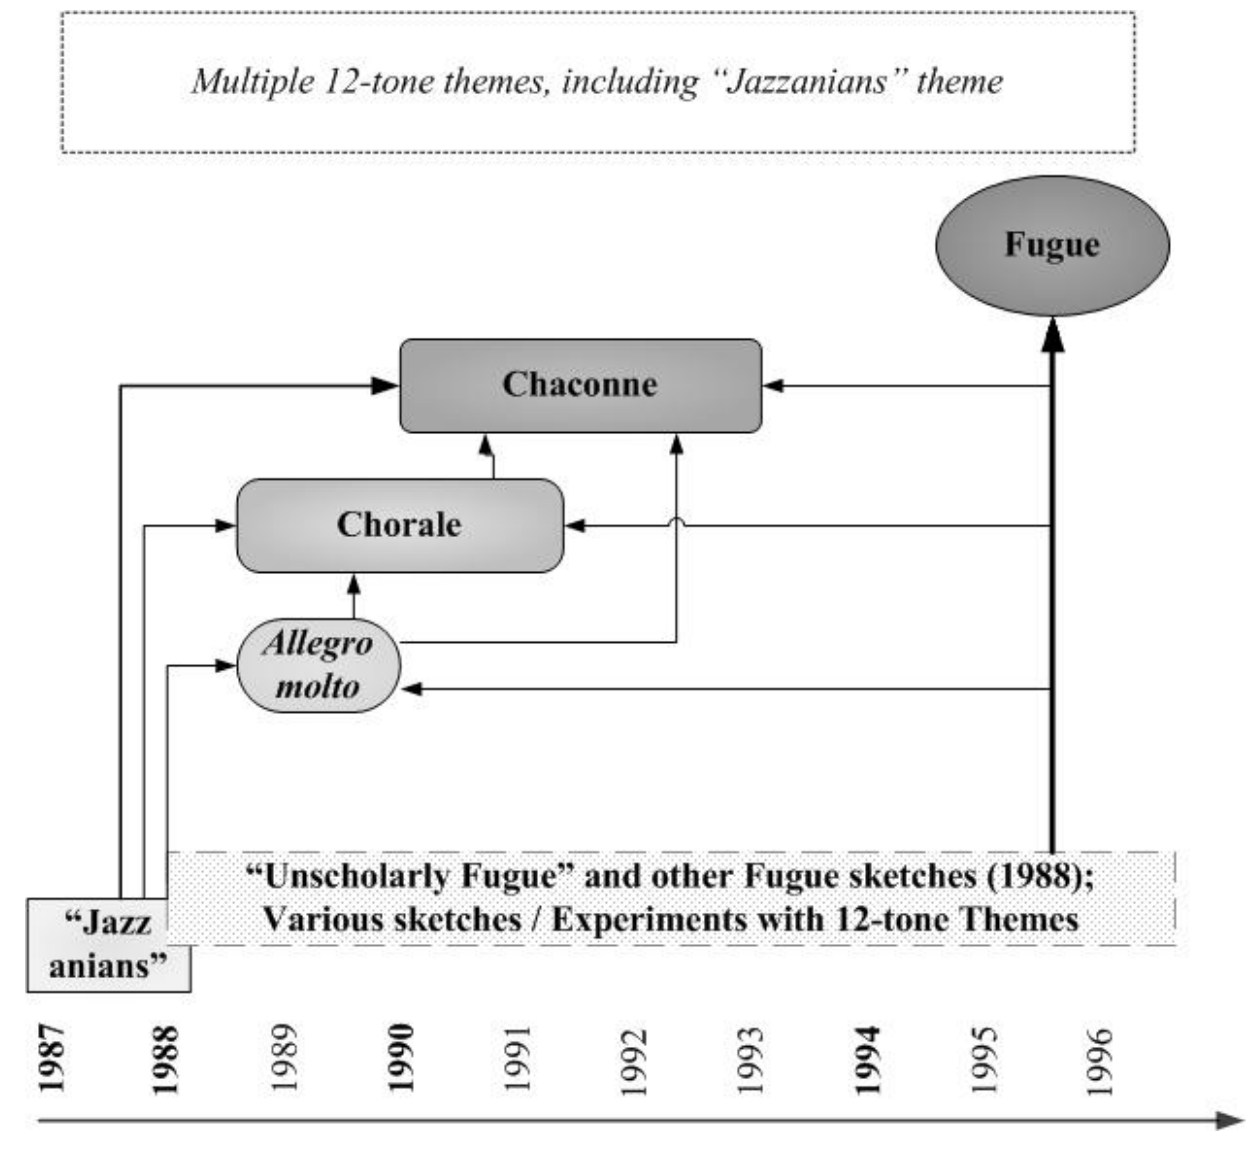 Multiple 12-tone themes, including “Jazzanians” theme
Fugue
Chaconne
Chorale
Allegro
molto
“Unscholarly Fugue” and other Fugue sketches (1988);
Various sketches / Experiments with 12-tone Themes
“Jazz
anians”
1987
1988
1989
1990
1991
1992
1993
1994
1995
1996